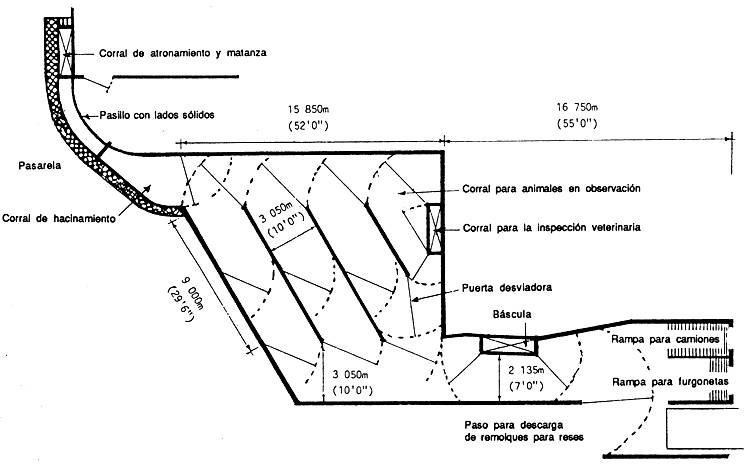 Corral de atronamiento y matanza
Pasillo con lados sólidos
Pasarela
Corral de hacinamiento
15 850m
(52'0")
16 750m
(55'0")
Corral para animales en observación
3 050m
(10'0")
Corral para la inspección veterinaria
9 000m
(29'6")
Puerta desviadora
Báscula
Rampa para camiones
3 050m
(10'0")
2 135m
(7'0")
Rampa para furgonetas
Paso para descarga
de remolques para reses